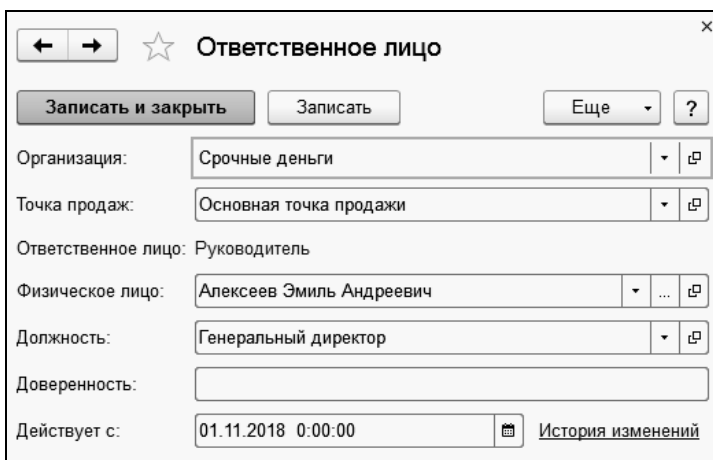 Ответственное лицо
Записать и закрыть Записать Еще ?
Организация: Срочные деньги
Точка продаж: Основная точка продажи
Ответственное лицо: Руководитель
Физическое лицо: Алексеев Эмиль Андреевич ...
Должность: Генеральный директор
Доверенность:
Действует с: 01.11.2018 0:00:00 История изменений